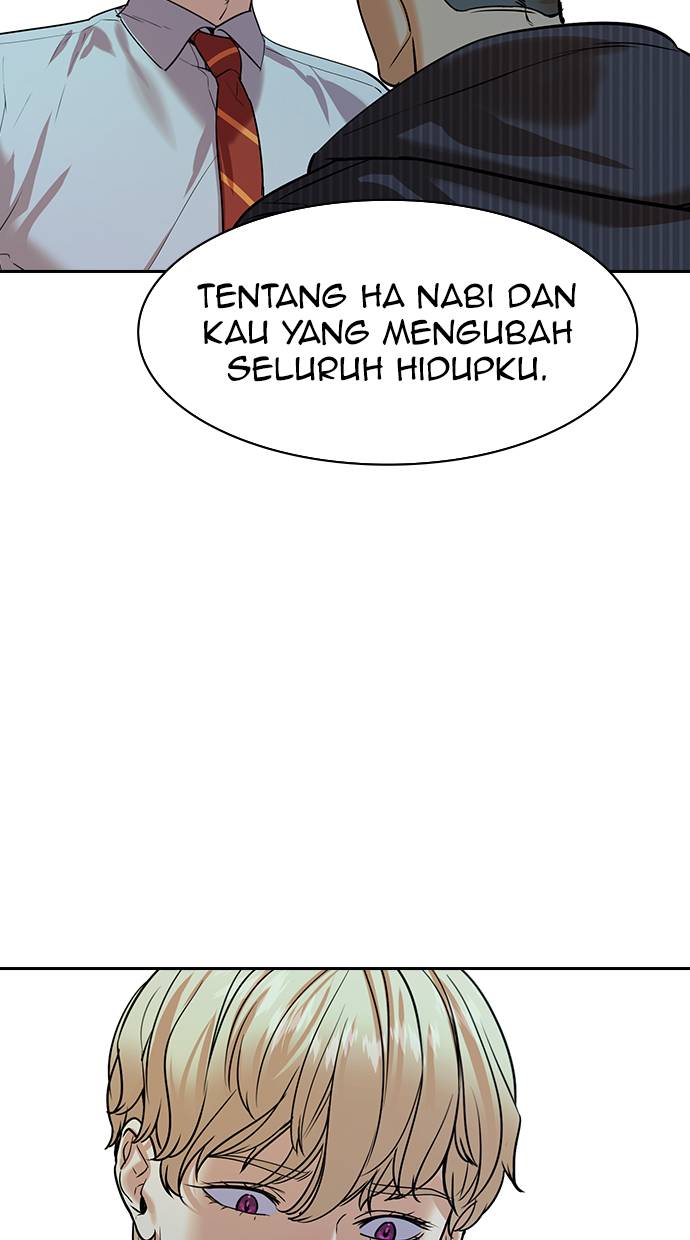 TENTANG HA NABI DAN
KAU YANG MENGUBAH
SELURUH HIDUPKU.